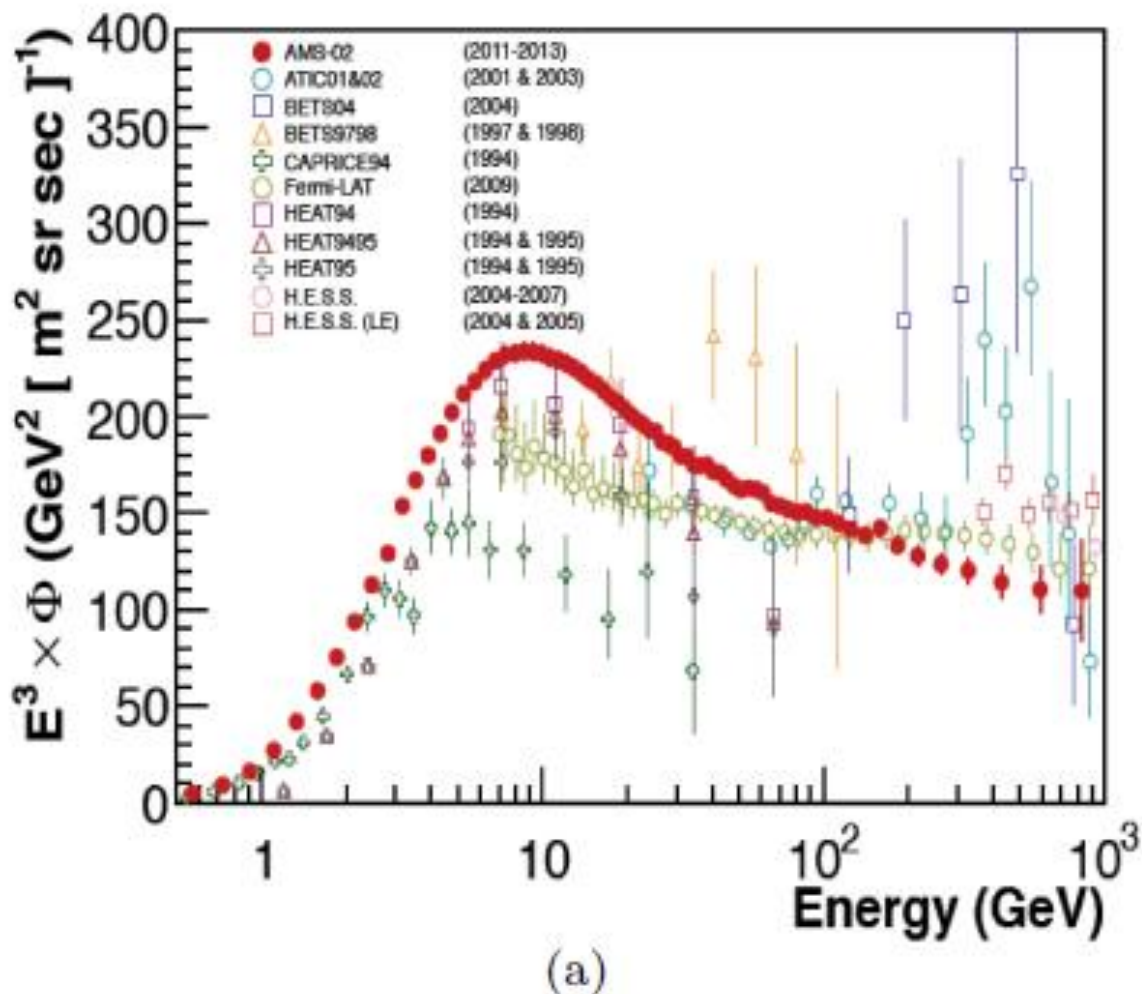 E³ × Φ (GeV² [ m² sr sec ]⁻¹)
400
350
300
250
200
150
100
50
0
AMS-02 (2011-2013)
ATIC01&02 (2001 & 2003)
BETS04 (2004)
BETS9798 (1997 & 1998)
CAPRICE94 (1994)
Fermi-LAT (2009)
HEAT94 (1994)
HEAT9495 (1994 & 1995)
HEAT95 (1994 & 1995)
H.E.S.S. (2004-2007)
H.E.S.S. (LE) (2004 & 2005)
1 10 10² 10³
Energy (GeV)
(a)